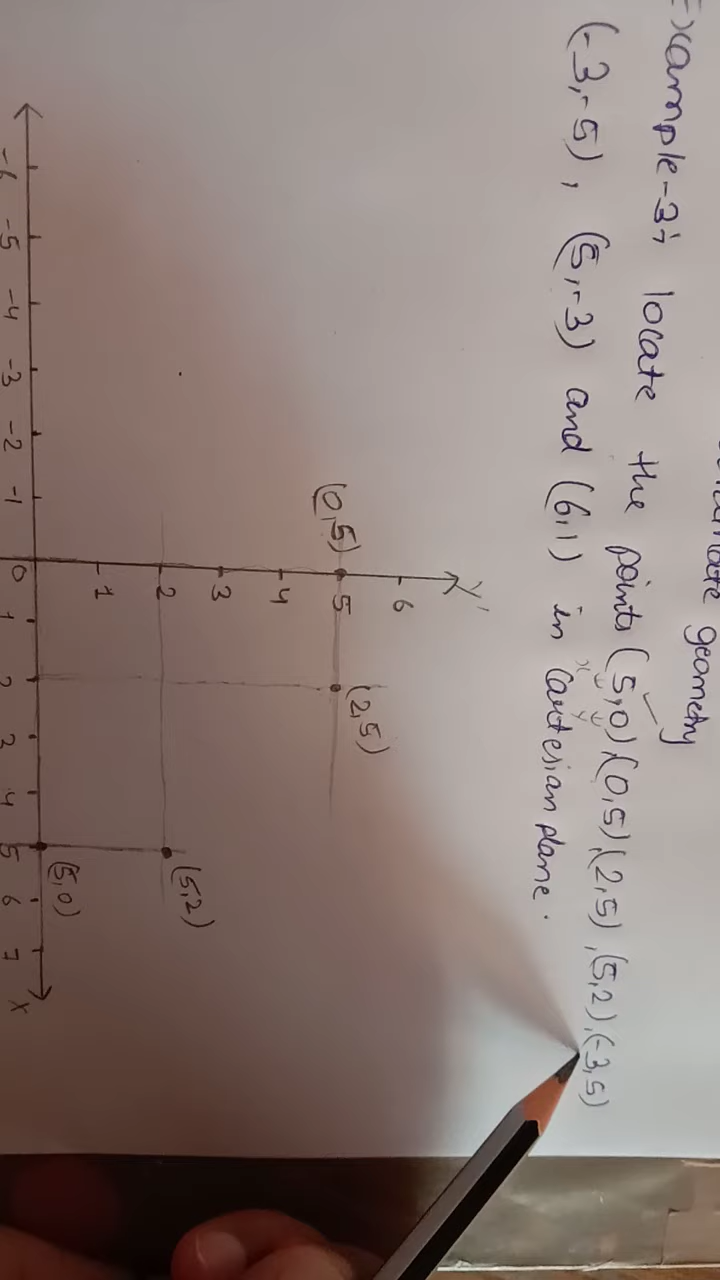 geometry
Example-3; locate the points (5,0),(0,5),(2,5),(5,2),(-3,5)
x y
(-3,-5), (5,-3) and (6,1) in Cartesian plane.
Y'
6
(0,5) 5 (2,5)
4
3
2 (5,2)
1
(5,0)
-6 -5 -4 -3 -2 -1 0 1 2 3 4 5 6 7 X